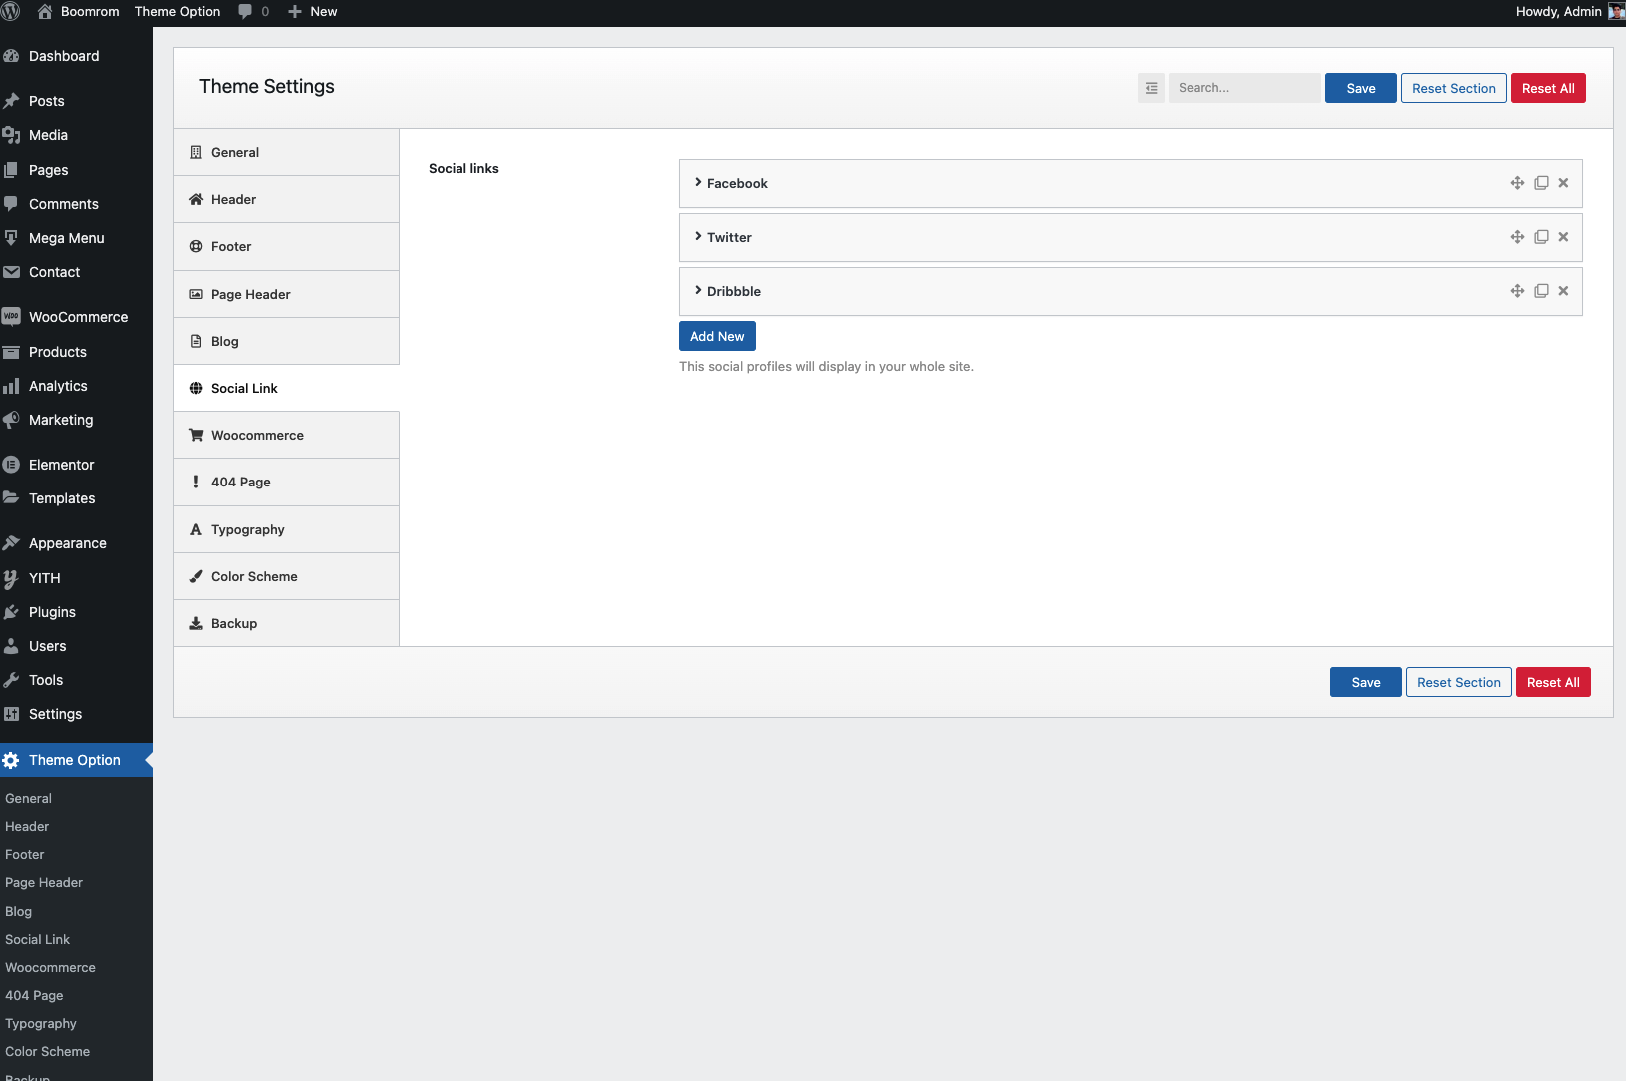 Boomrom
Theme Option
0
New
Howdy, Admin
Dashboard
Posts
Media
Pages
Comments
Mega Menu
Contact
WooCommerce
Products
Analytics
Marketing
Elementor
Templates
Appearance
YITH
Plugins
Users
Tools
Settings
Theme Option
General
Header
Footer
Page Header
Blog
Social Link
Woocommerce
404 Page
Typography
Color Scheme
Backup
Theme Settings
Search...
Save
Reset Section
Reset All
General
Header
Footer
Page Header
Blog
Social Link
Woocommerce
404 Page
Typography
Color Scheme
Backup
Social links
Facebook
Twitter
Dribbble
Add New
This social profiles will display in your whole site.
Save
Reset Section
Reset All